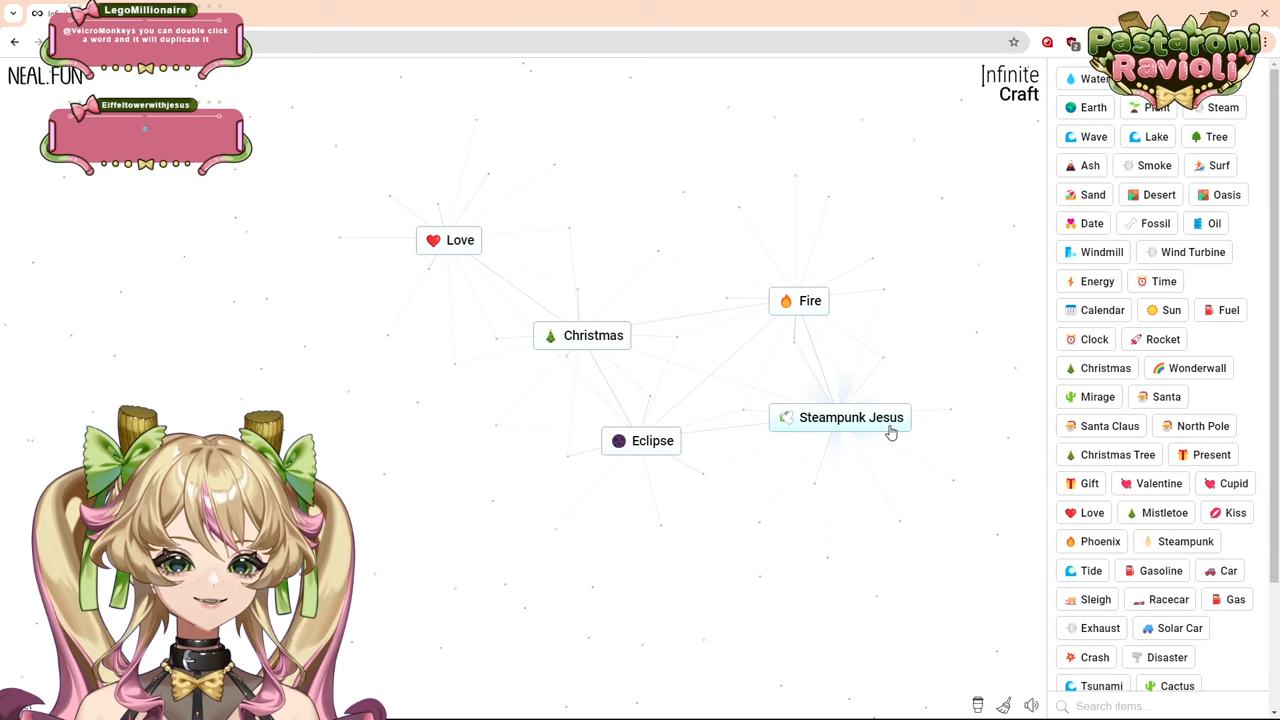 LegoMillionaire
@VelcroMonkeys you can double click
a word and it will duplicate it
NEAL.FUN
Eiffeltowerwithjesus
Infinite
Craft
Pastaroni
Ravioli
Love
Fire
Christmas
Steampunk Jesus
Eclipse
Water
Earth Plant Steam
Wave Lake Tree
Ash Smoke Surf
Sand Desert Oasis
Date Fossil Oil
Windmill Wind Turbine
Energy Time
Calendar Sun Fuel
Clock Rocket
Christmas Wonderwall
Mirage Santa
Santa Claus North Pole
Christmas Tree Present
Gift Valentine Cupid
Love Mistletoe Kiss
Phoenix Steampunk
Tide Gasoline Car
Sleigh Racecar Gas
Exhaust Solar Car
Crash Disaster
Tsunami Cactus
Search items...